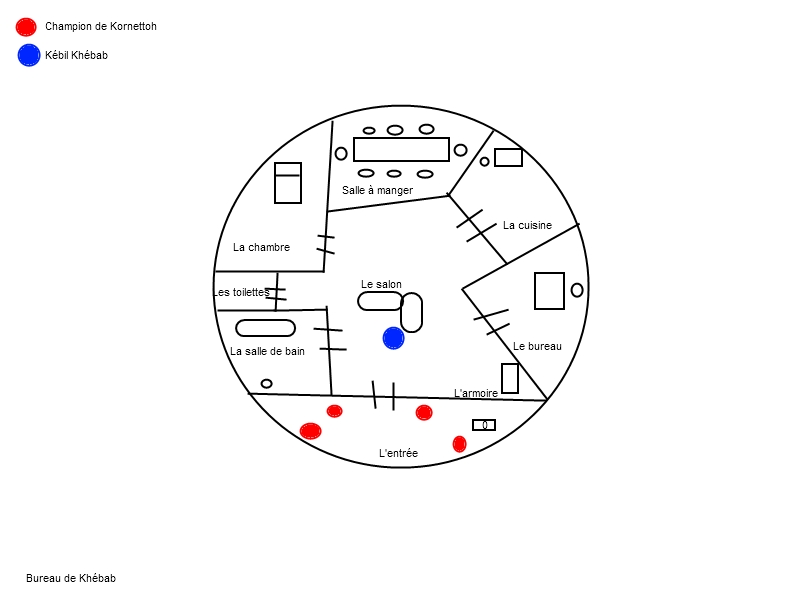 Champion de Kornettoh
Kébil Khébab
Salle à manger
La cuisine
La chambre
Le salon
Les toilettes
La salle de bain
Le bureau
L'armoire
L'entrée
Bureau de Khébab